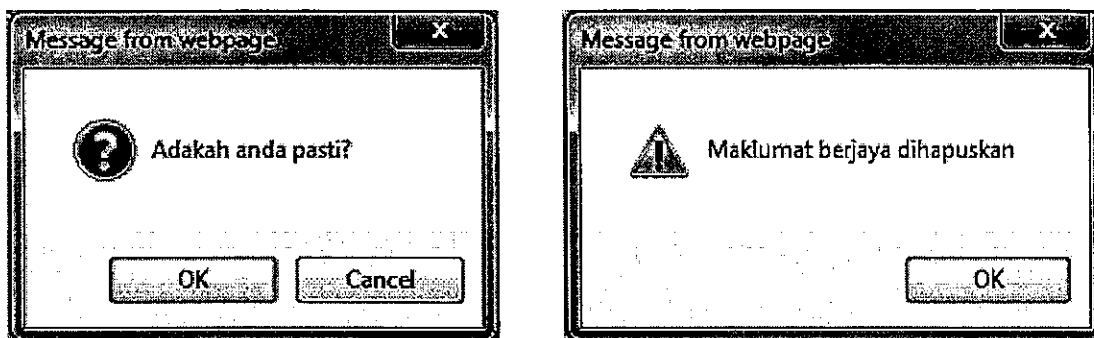 Message from webpage
X
Adakah anda pasti?
OK
Cancel
Message from webpage
X
Maklumat berjaya dihapuskan
OK